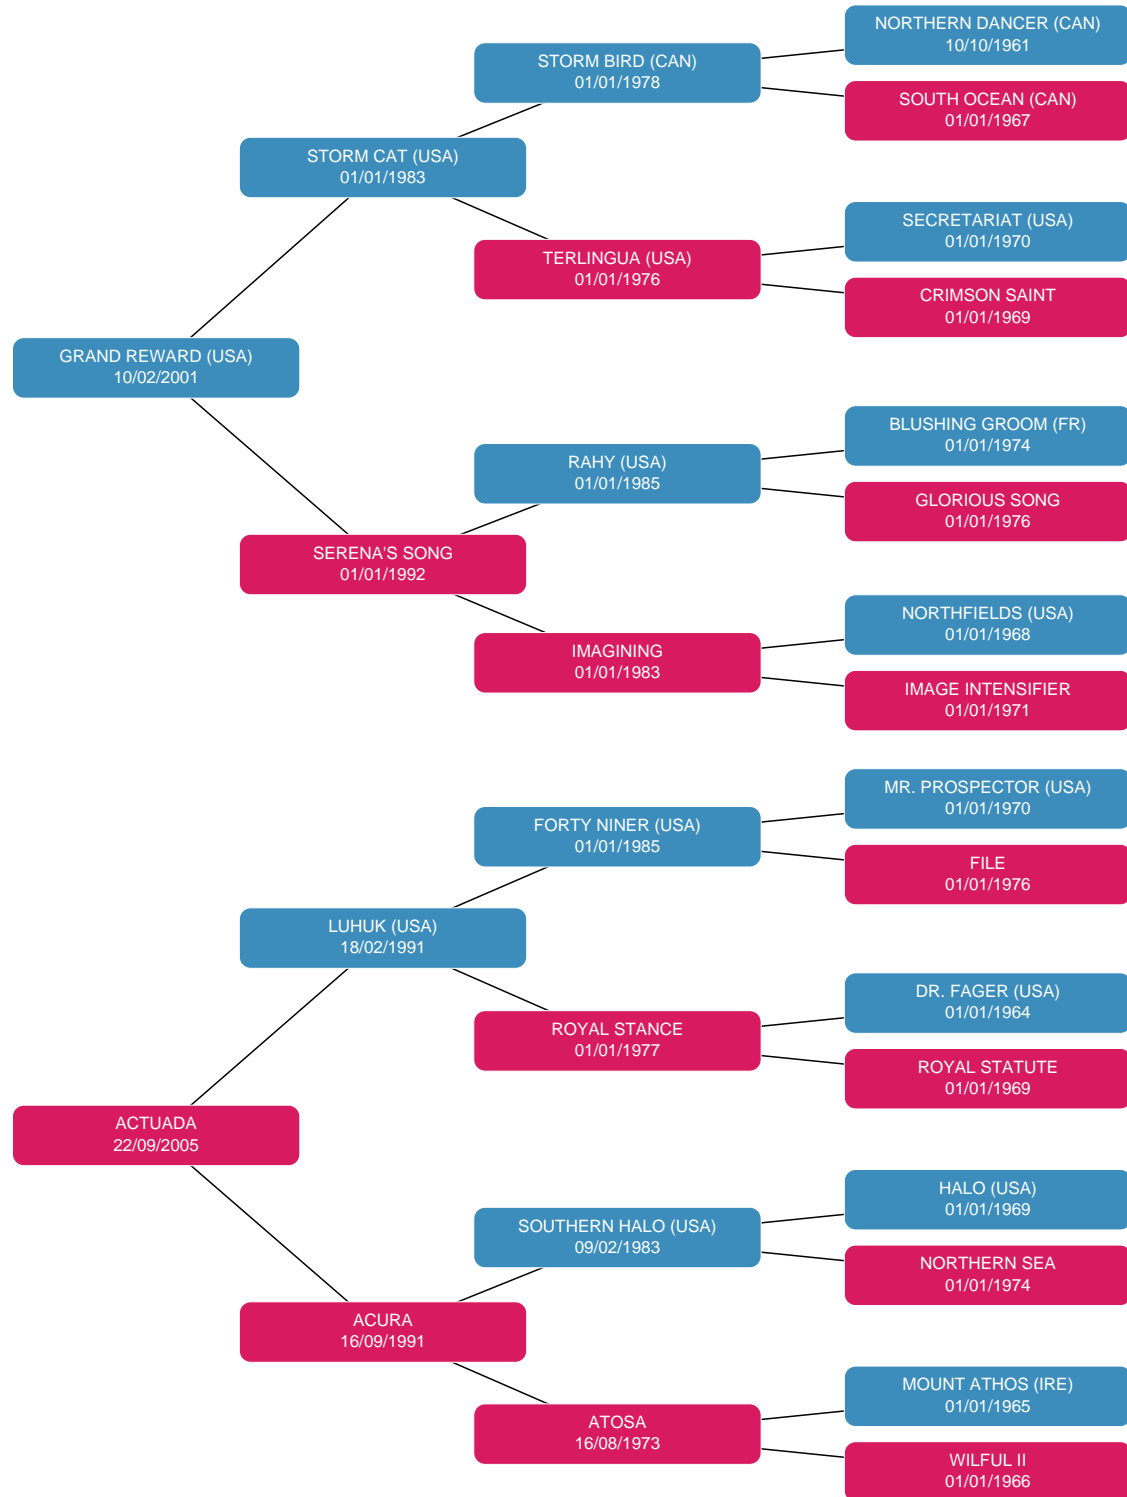 NORTHERN DANCER (CAN)
10/10/1961
STORM BIRD (CAN)
01/01/1978
SOUTH OCEAN (CAN)
01/01/1967
STORM CAT (USA)
01/01/1983
SECRETARIAT (USA)
01/01/1970
TERLINGUA (USA)
01/01/1976
CRIMSON SAINT
01/01/1969
GRAND REWARD (USA)
10/02/2001
BLUSHING GROOM (FR)
01/01/1974
RAHY (USA)
01/01/1985
GLORIOUS SONG
01/01/1976
SERENA'S SONG
01/01/1992
NORTHFIELDS (USA)
01/01/1968
IMAGINING
01/01/1983
IMAGE INTENSIFIER
01/01/1971
MR. PROSPECTOR (USA)
01/01/1970
FORTY NINER (USA)
01/01/1985
FILE
01/01/1976
LUHUK (USA)
18/02/1991
DR. FAGER (USA)
01/01/1964
ROYAL STANCE
01/01/1977
ROYAL STATUTE
01/01/1969
ACTUADA
22/09/2005
HALO (USA)
01/01/1969
SOUTHERN HALO (USA)
09/02/1983
NORTHERN SEA
01/01/1974
ACURA
16/09/1991
MOUNT ATHOS (IRE)
01/01/1965
ATOSA
16/08/1973
WILFUL II
01/01/1966